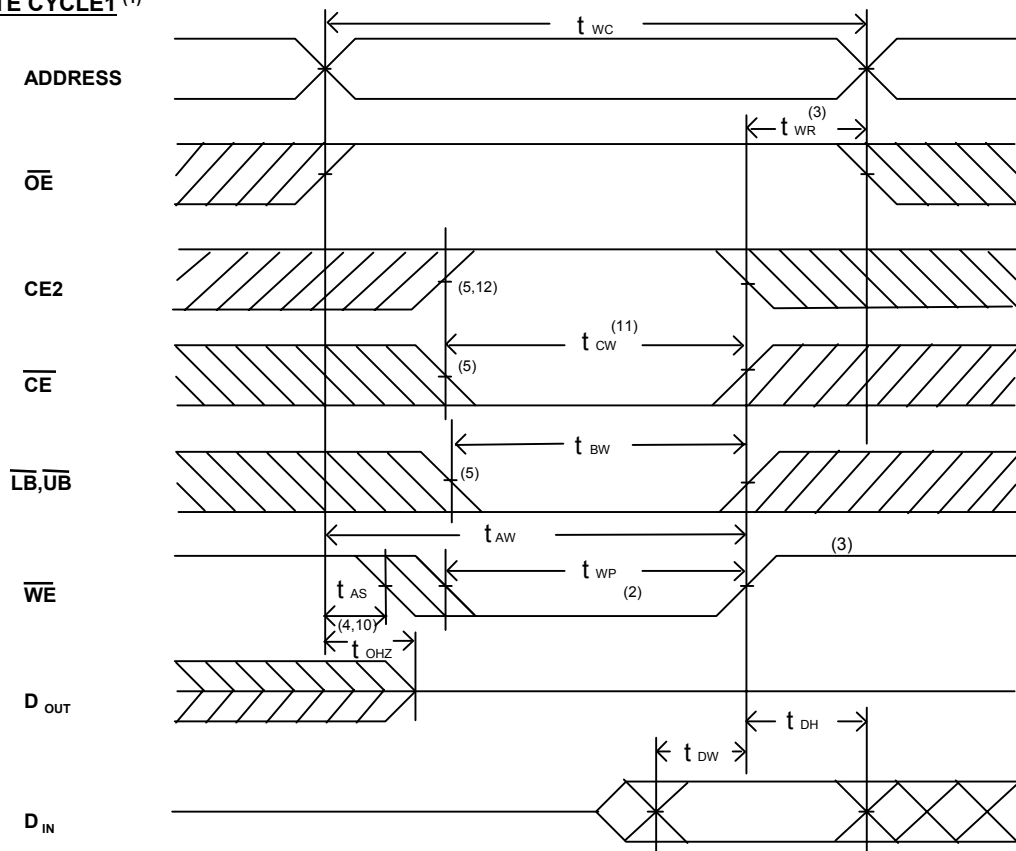 TE CYCLE1 (1)
t WC
ADDRESS
t WR (3)
OE
CE2
(5,12)
t CW (11)
CE
(5)
t BW
LB,UB
(5)
t AW
(3)
WE
t AS
t WP
(2)
(4,10)
t OHZ
D OUT
t DH
t DW
D IN